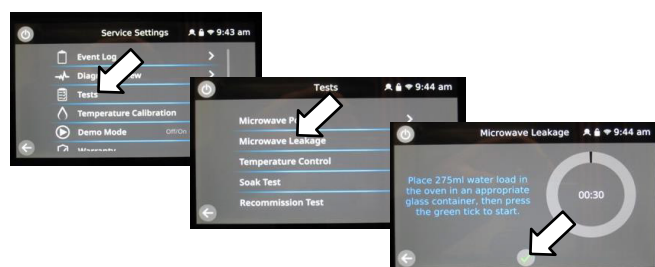 Service Settings
9:43 am
Event Log
Tests
Temperature Calibration
Demo Mode
Off/On
Warranty
Tests
9:44 am
Microwave
Microwave Leakage
Temperature Control
Soak Test
Recommission Test
Microwave Leakage
9:44 am
Place 275ml water load in
the oven in an appropriate
glass container, then press
the green tick to start.
00:30